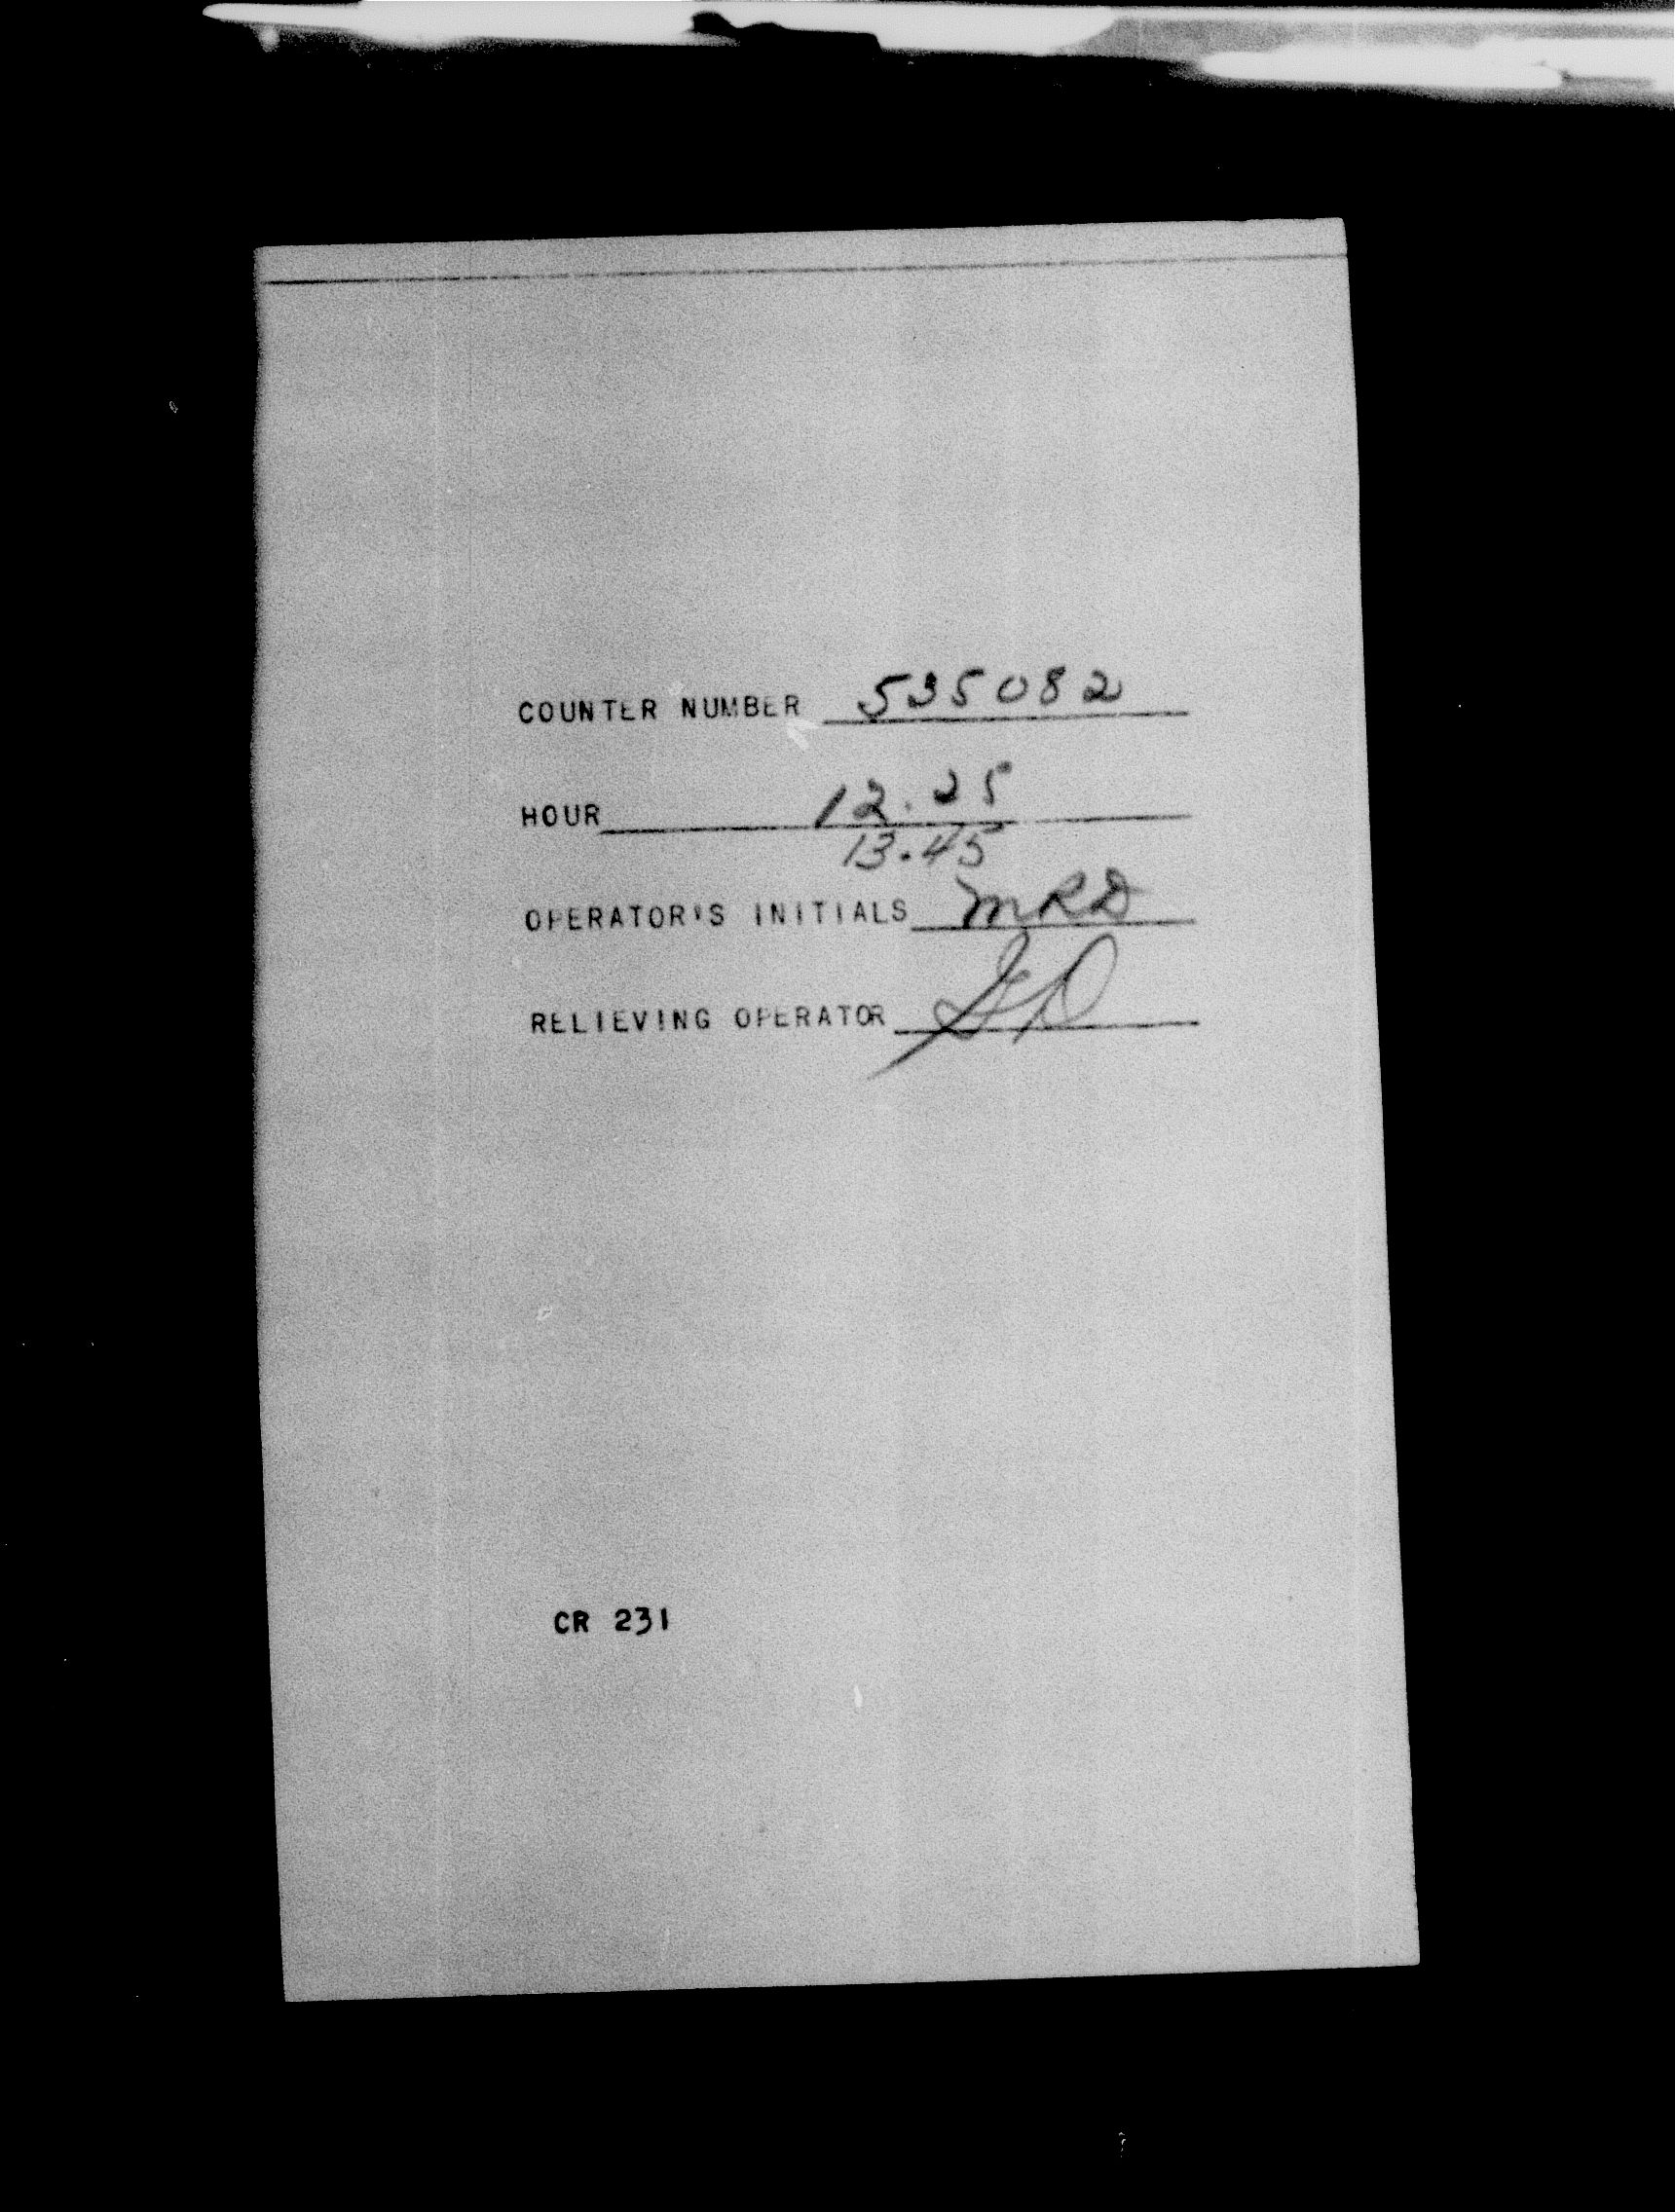 COUNTER NUMBER 535082
HOUR 12.25
13.45
OPERATOR'S INITIALS MRD
RELIEVING OPERATOR
CR 231